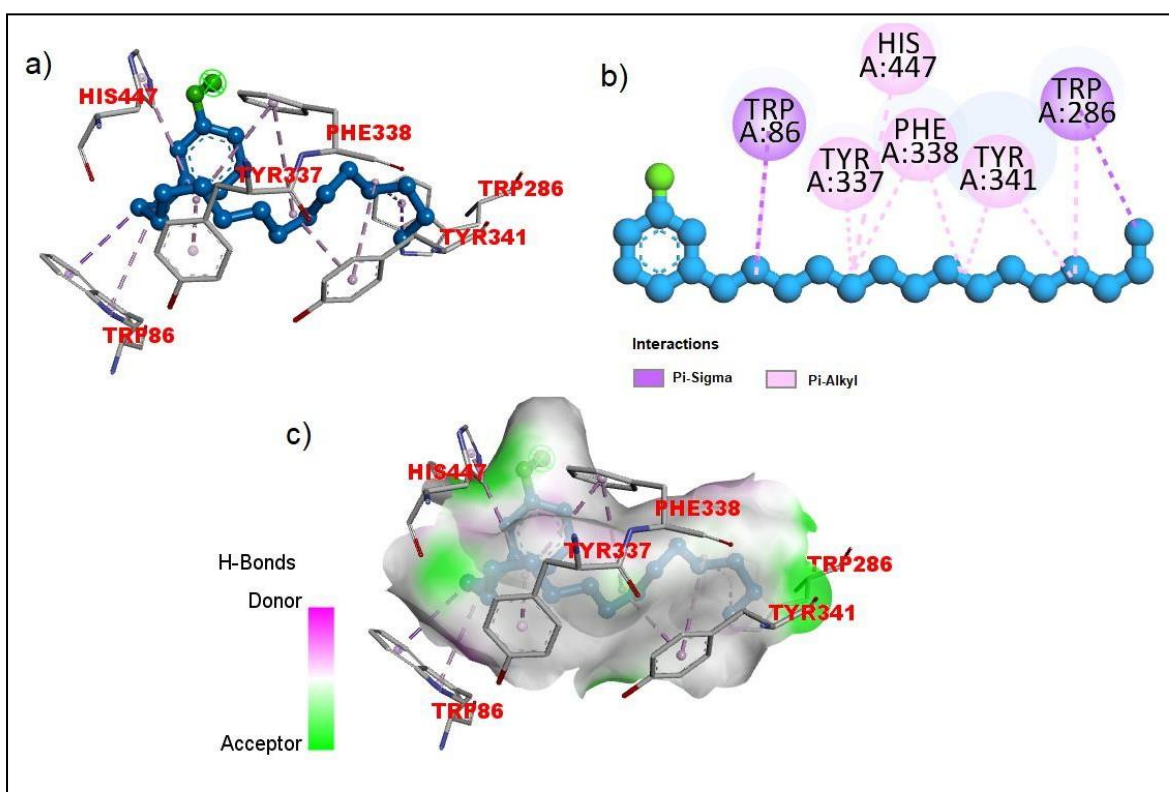 a)
HIS447
PHE338
TYR337
TRP286
TYR341
TRP86
b)
HIS
A:447
TRP
A:86
TRP
A:286
PHE
A:338
TYR
A:337
TYR
A:341
Interactions
Pi-Sigma
Pi-Alkyl
c)
HIS447
PHE338
TYR337
TRP286
TYR341
TRP86
H-Bonds
Donor
Acceptor